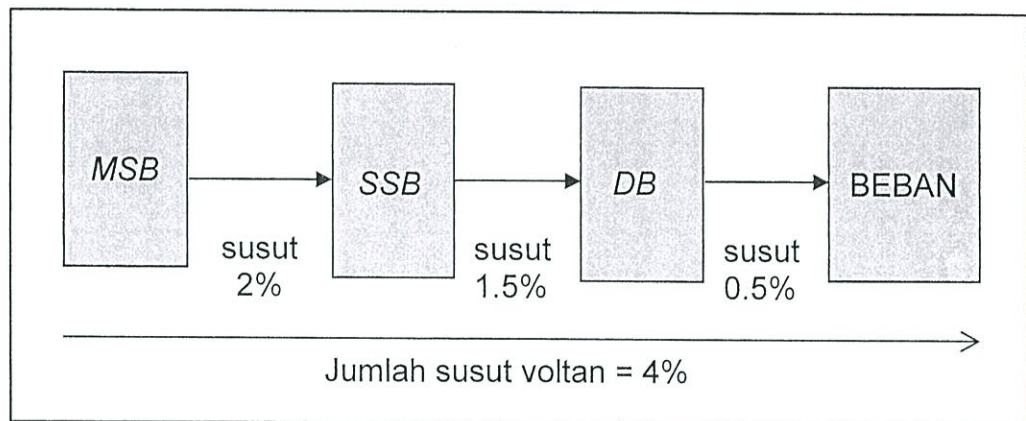 MSB
SSB
DB
BEBAN
susut
2%
susut
1.5%
susut
0.5%
Jumlah susut voltan = 4%